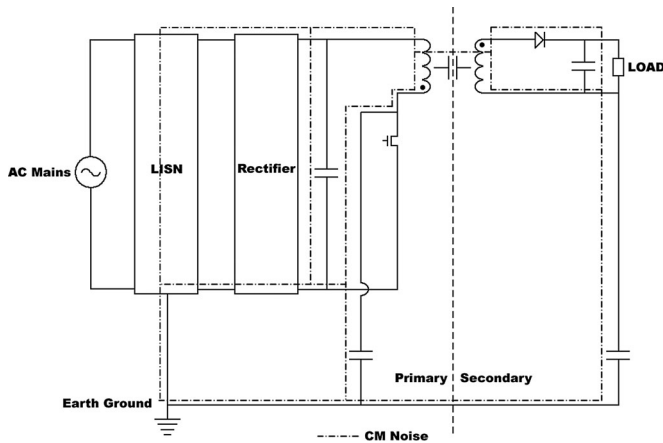 LOAD
AC Mains
LISN
Rectifier
Primary
Secondary
Earth Ground
CM Noise